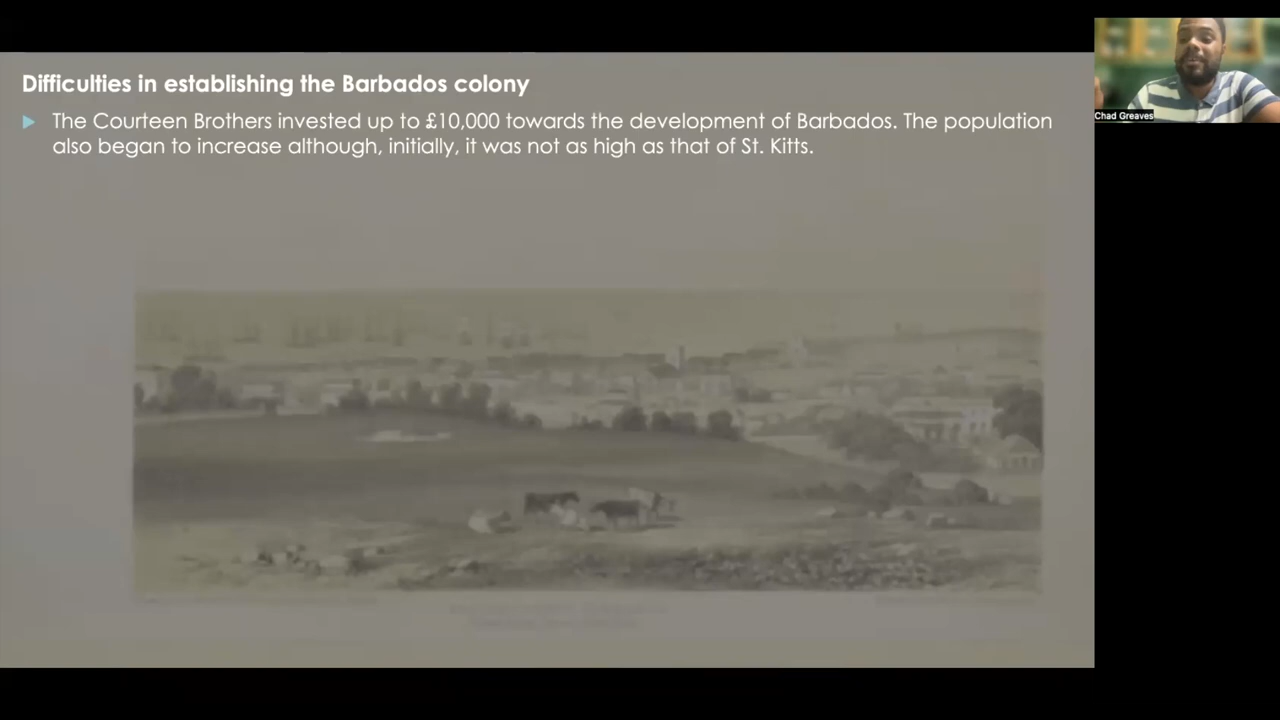 Difficulties in establishing the Barbados colony
The Courteen Brothers invested up to £10,000 towards the development of Barbados. The population
also began to increase although, initially, it was not as high as that of St. Kitts.
Chad Greaves